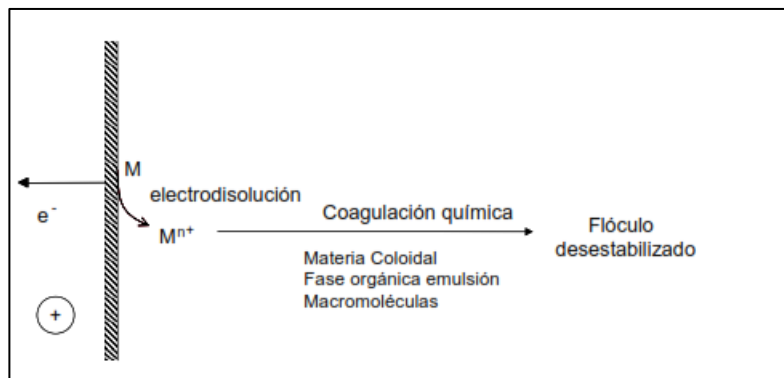 M
electrodisolución
e⁻
Mⁿ⁺
Coagulación química
Flóculo
desestabilizado
Materia Coloidal
Fase orgánica emulsión
Macromoléculas
+